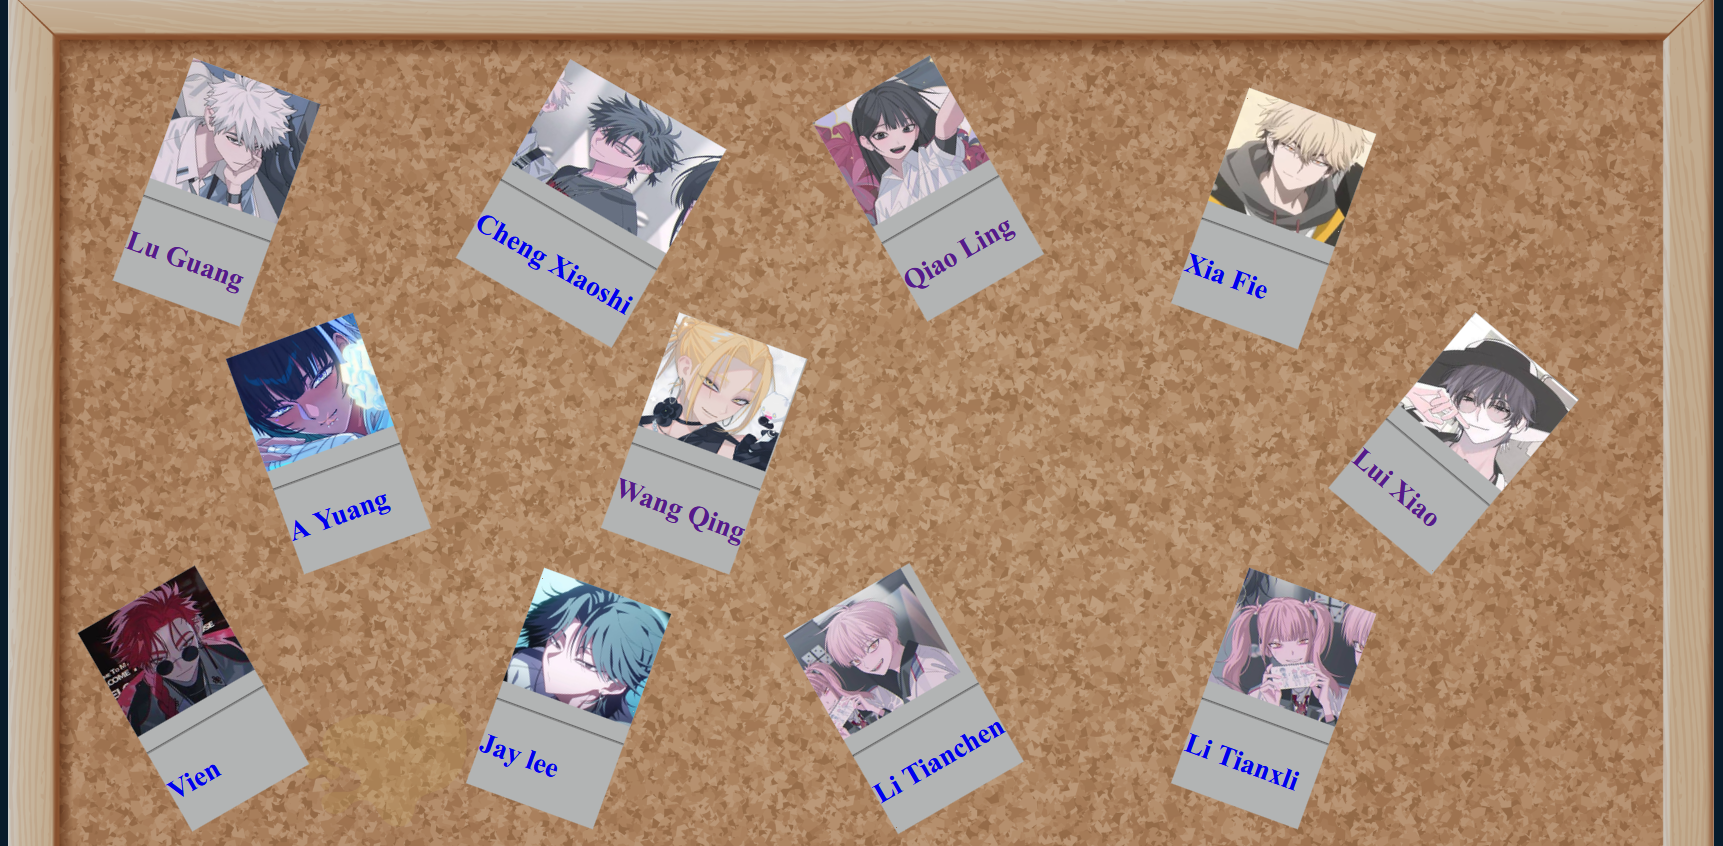 Lu Guang
Cheng Xiaoshi
Qiao Ling
Xia Fie
A Yuang
Wang Qing
Lui Xiao
Vien
Jay lee
Li Tianchen
Li Tianxli